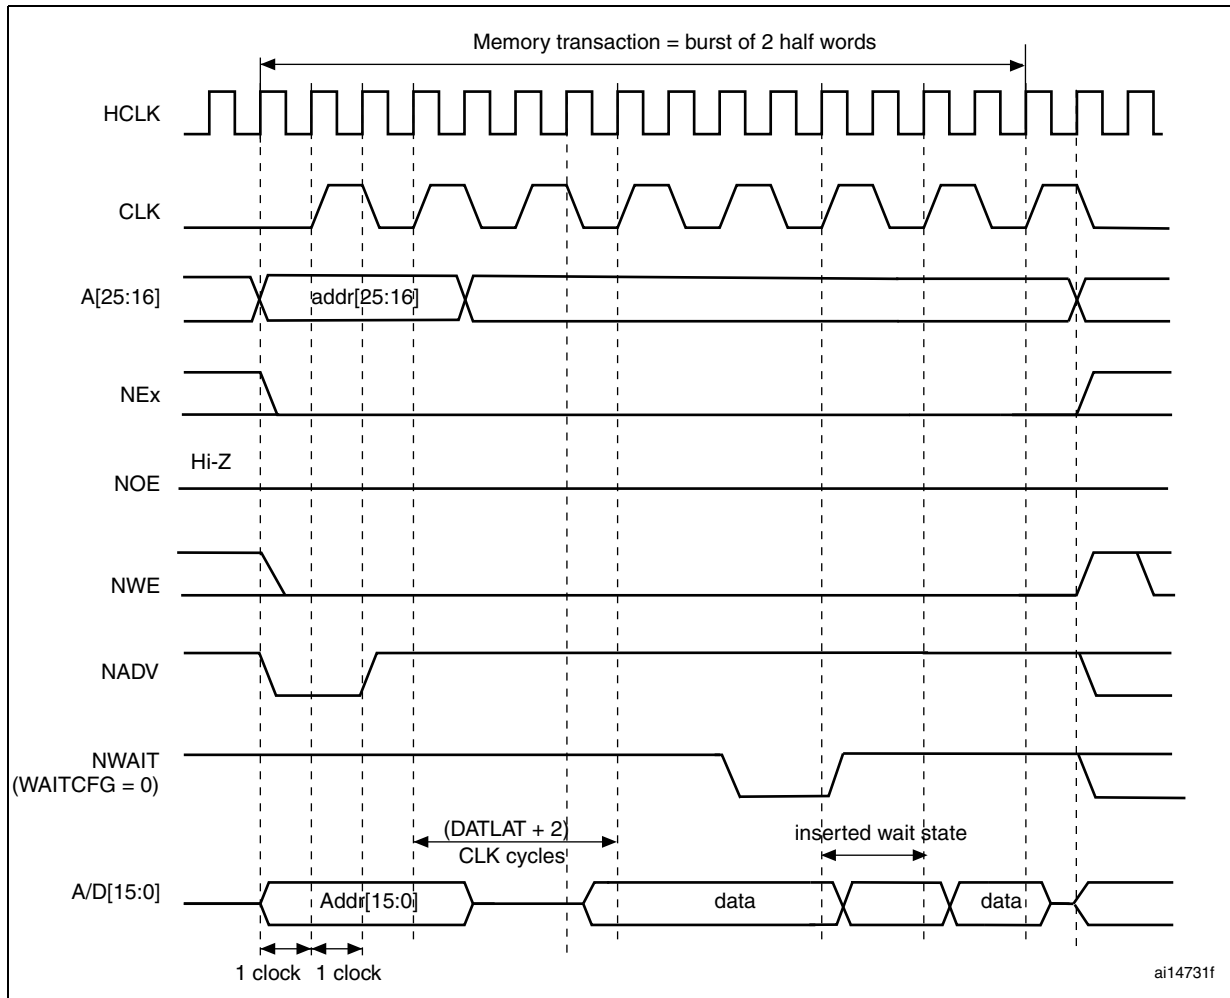 Memory transaction = burst of 2 half words
HCLK
CLK
A[25:16]
addr[25:16]
NEx
Hi-Z
NOE
NWE
NADV
NWAIT
(WAITCFG = 0)
(DATLAT + 2)
CLK cycles
inserted wait state
A/D[15:0]
Addr[15:0]
data
data
1 clock
1 clock
ai14731f